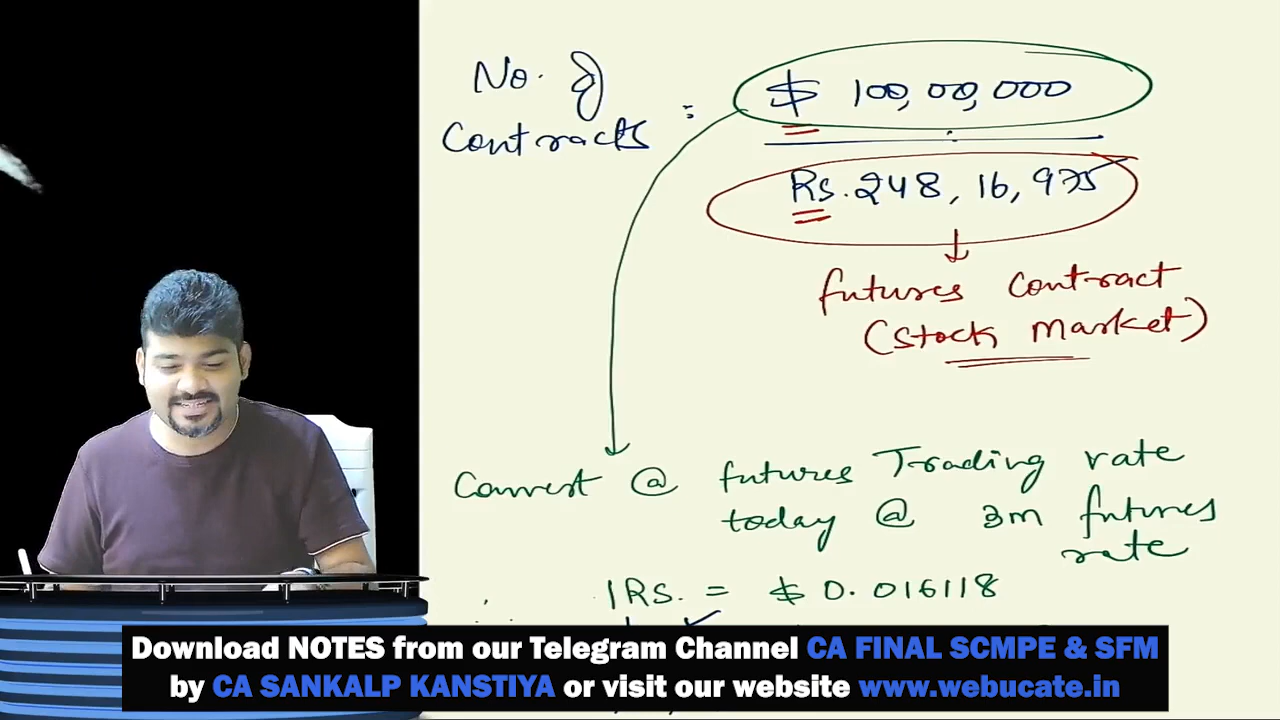 No. of
Contracts :
$ 100,00,000
Rs. 248, 16, 975
futures Contract
(Stock Market)
Convert @ futures Trading rate
today @ 3m futures
rate
∴ 1RS. = $ 0.016118
Download NOTES from our Telegram Channel CA FINAL SCMPE & SFM
by CA SANKALP KANSTIYA or visit our website www.webucate.in